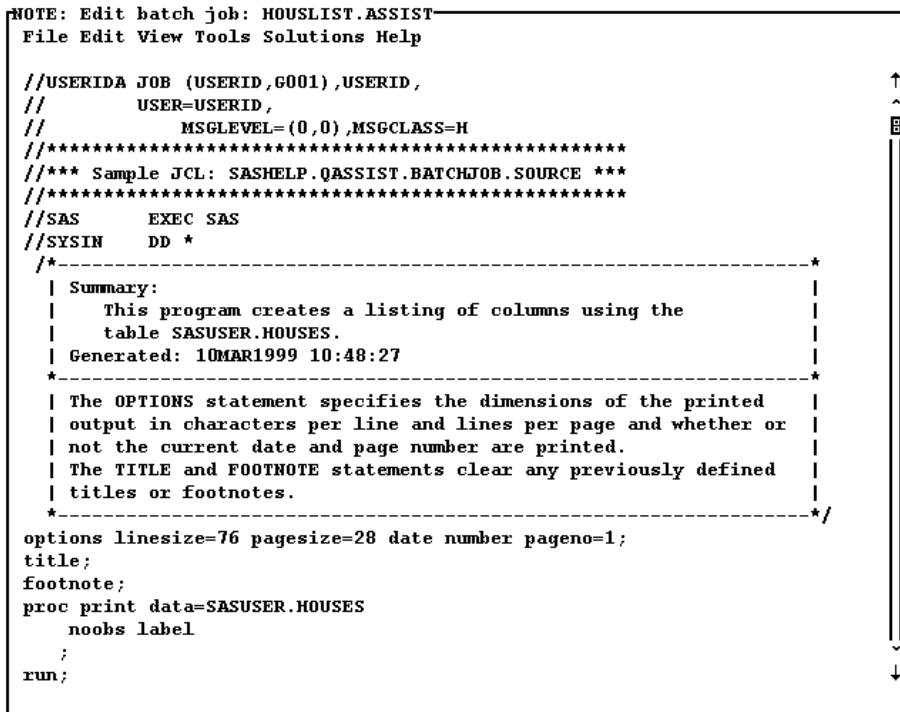 NOTE: Edit batch job: HOUSLIST.ASSIST
File Edit View Tools Solutions Help
//USERIDA JOB (USERID,G001),USERID,
//        USER=USERID,
//            MSGLEVEL=(0,0),MSGCLASS=H
//***************************************************
//*** Sample JCL: SASHELP.QASSIST.BATCHJOB.SOURCE ***
//***************************************************
//SAS      EXEC SAS
//SYSIN    DD *
 /*------------------------------------------------------------------*
  | Summary:                                                          |
  |    This program creates a listing of columns using the            |
  |    table SASUSER.HOUSES.                                          |
  | Generated: 10MAR1999 10:48:27                                     |
  *-------------------------------------------------------------------*
  | The OPTIONS statement specifies the dimensions of the printed     |
  | output in characters per line and lines per page and whether or   |
  | not the current date and page number are printed.                 |
  | The TITLE and FOOTNOTE statements clear any previously defined    |
  | titles or footnotes.                                              |
  *-------------------------------------------------------------------*/
options linesize=76 pagesize=28 date number pageno=1;
title;
footnote;
proc print data=SASUSER.HOUSES
    noobs label
   ;
run;